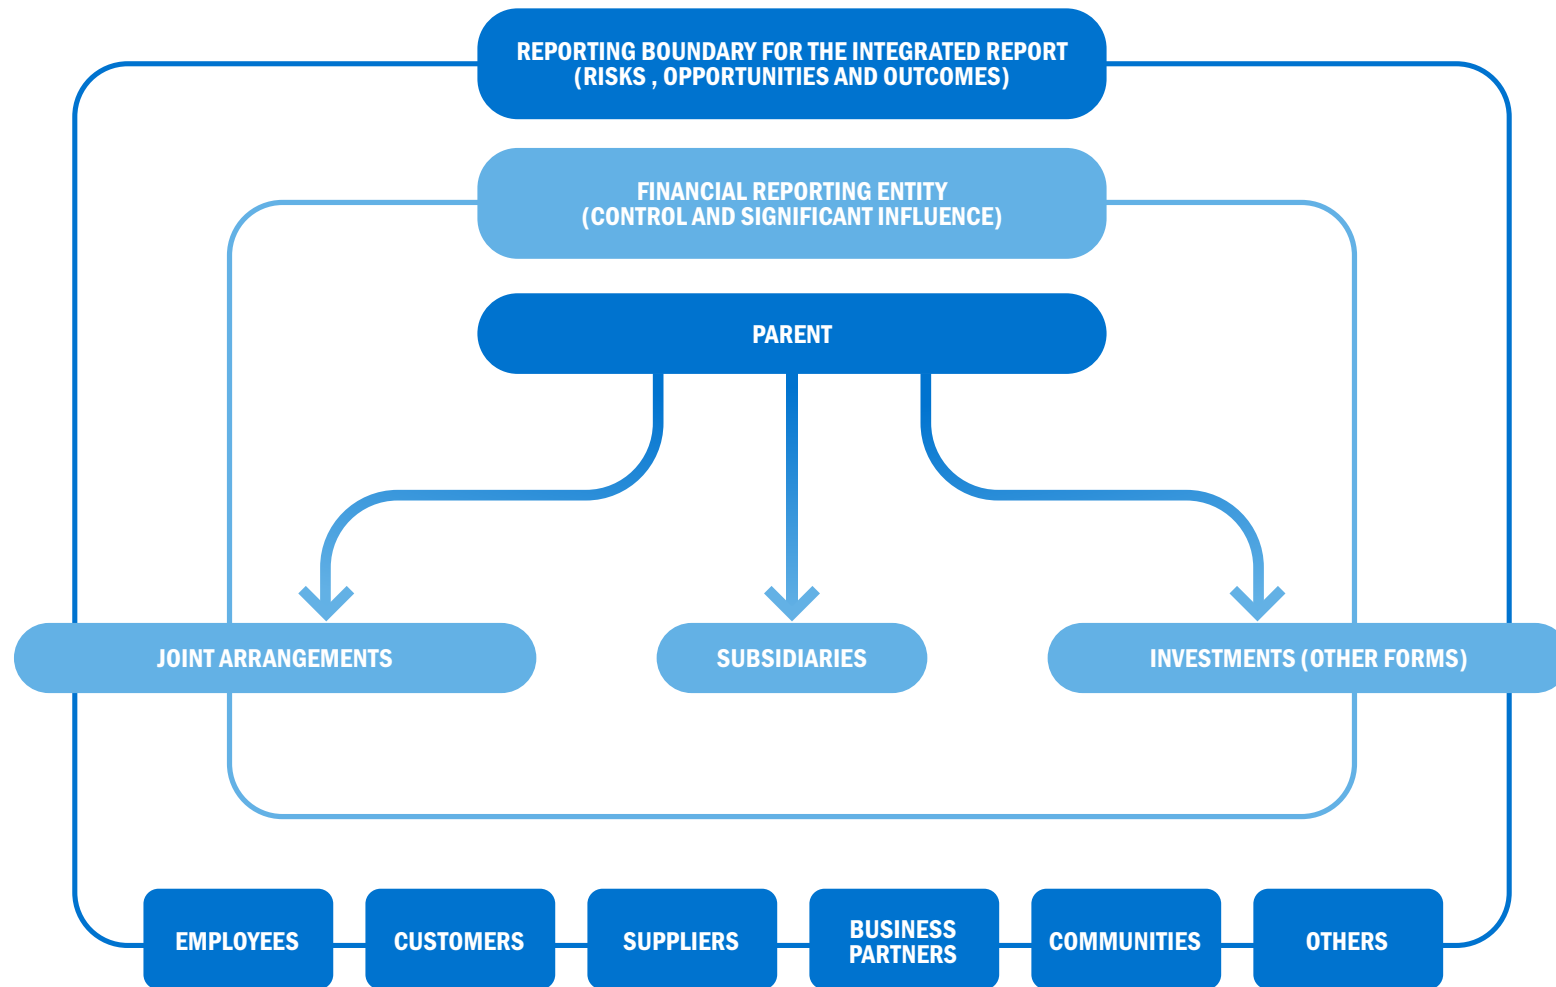 REPORTING BOUNDARY FOR THE INTEGRATED REPORT
(RISKS , OPPORTUNITIES AND OUTCOMES)
FINANCIAL REPORTING ENTITY
(CONTROL AND SIGNIFICANT INFLUENCE)
PARENT
JOINT ARRANGEMENTS
SUBSIDIARIES
INVESTMENTS (OTHER FORMS)
EMPLOYEES
CUSTOMERS
SUPPLIERS
BUSINESS
PARTNERS
COMMUNITIES
OTHERS